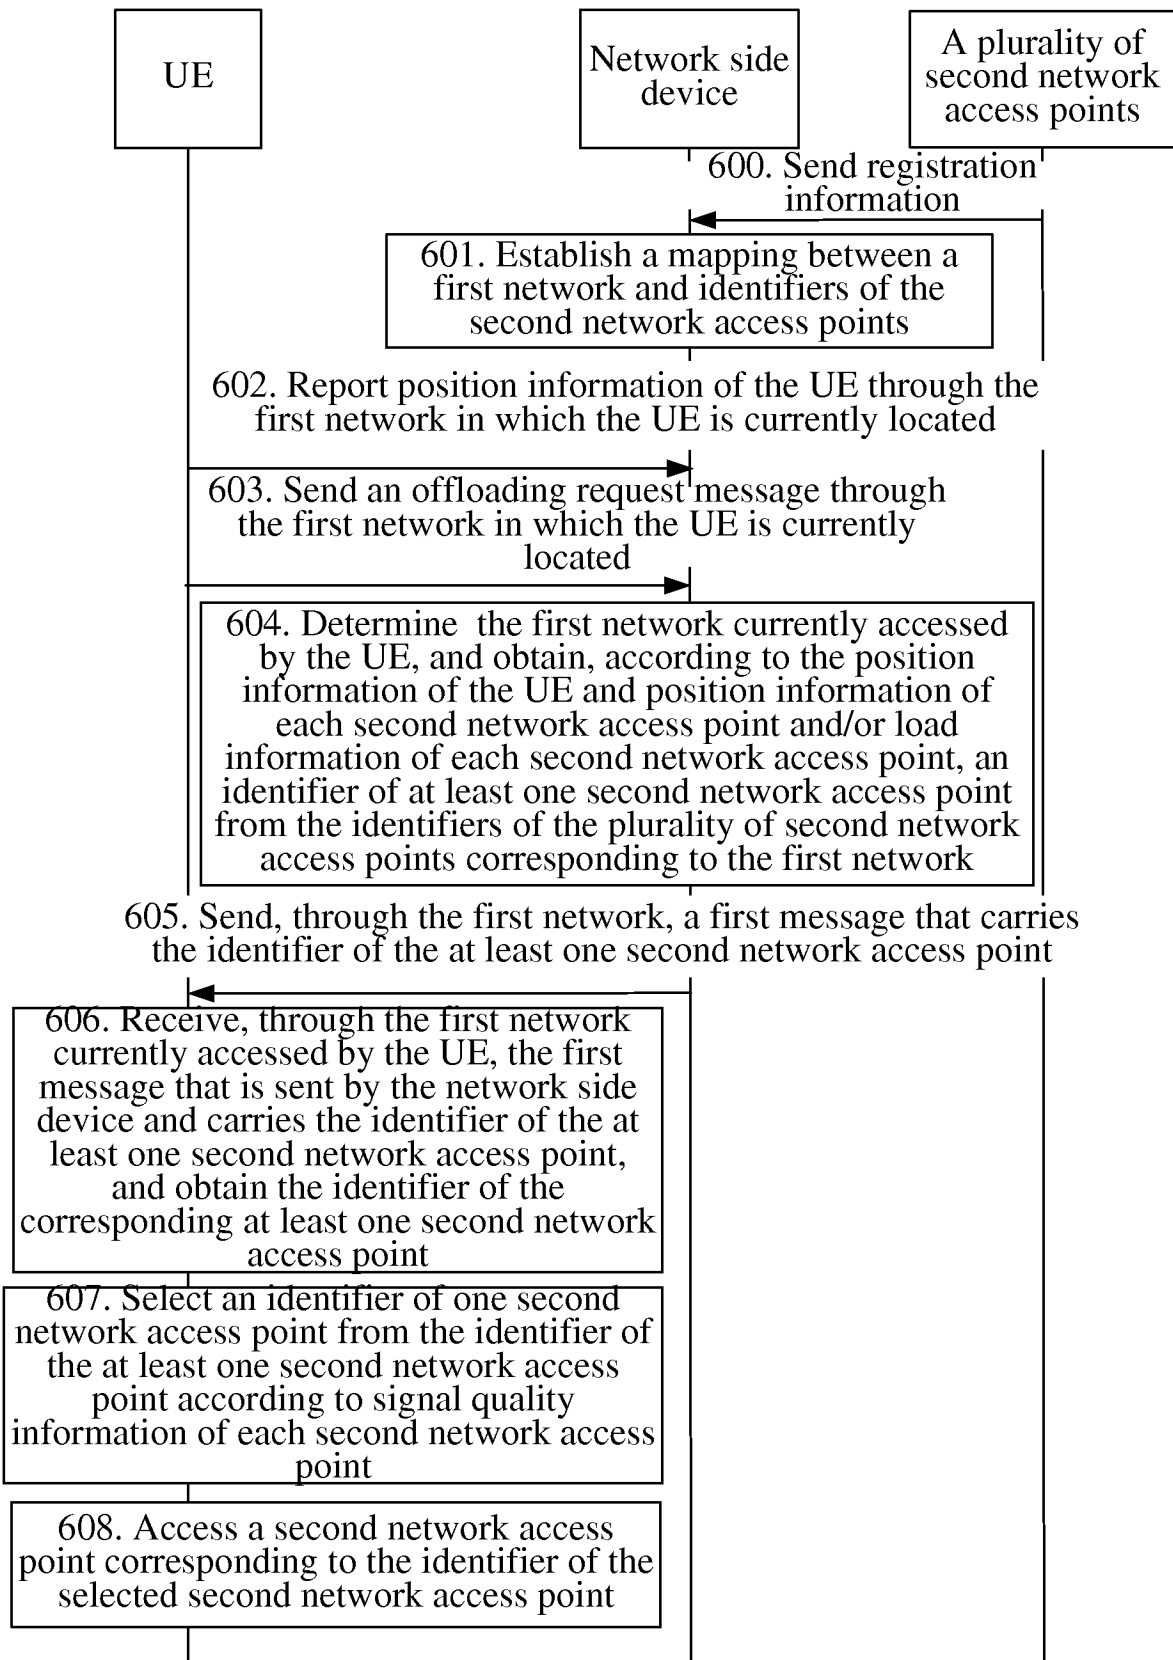 UE
Network side
device
A plurality of
second network
access points
600. Send registration
information
601. Establish a mapping between a
first network and identifiers of the
second network access points
602. Report position information of the UE through the
first network in which the UE is currently located
603. Send an offloading request message through
the first network in which the UE is currently
located
604. Determine the first network currently accessed
by the UE, and obtain, according to the position
information of the UE and position information of
each second network access point and/or load
information of each second network access point, an
identifier of at least one second network access point
from the identifiers of the plurality of second network
access points corresponding to the first network
605. Send, through the first network, a first message that carries
the identifier of the at least one second network access point
606. Receive, through the first network
currently accessed by the UE, the first
message that is sent by the network side
device and carries the identifier of the at
least one second network access point,
and obtain the identifier of the
corresponding at least one second network
access point
607. Select an identifier of one second
network access point from the identifier of
the at least one second network access
point according to signal quality
information of each second network access
point
608. Access a second network access
point corresponding to the identifier of the
selected second network access point